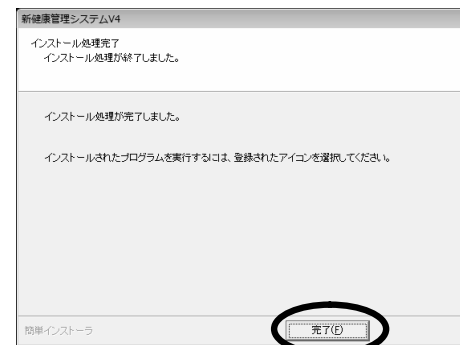 新健康管理システムV4
インストール処理完了
インストール処理が終了しました。
インストール処理が完了しました。
インストールされたプログラムを実行するには、登録されたアイコンを選択してください。
簡単インストーラ
完了(F)